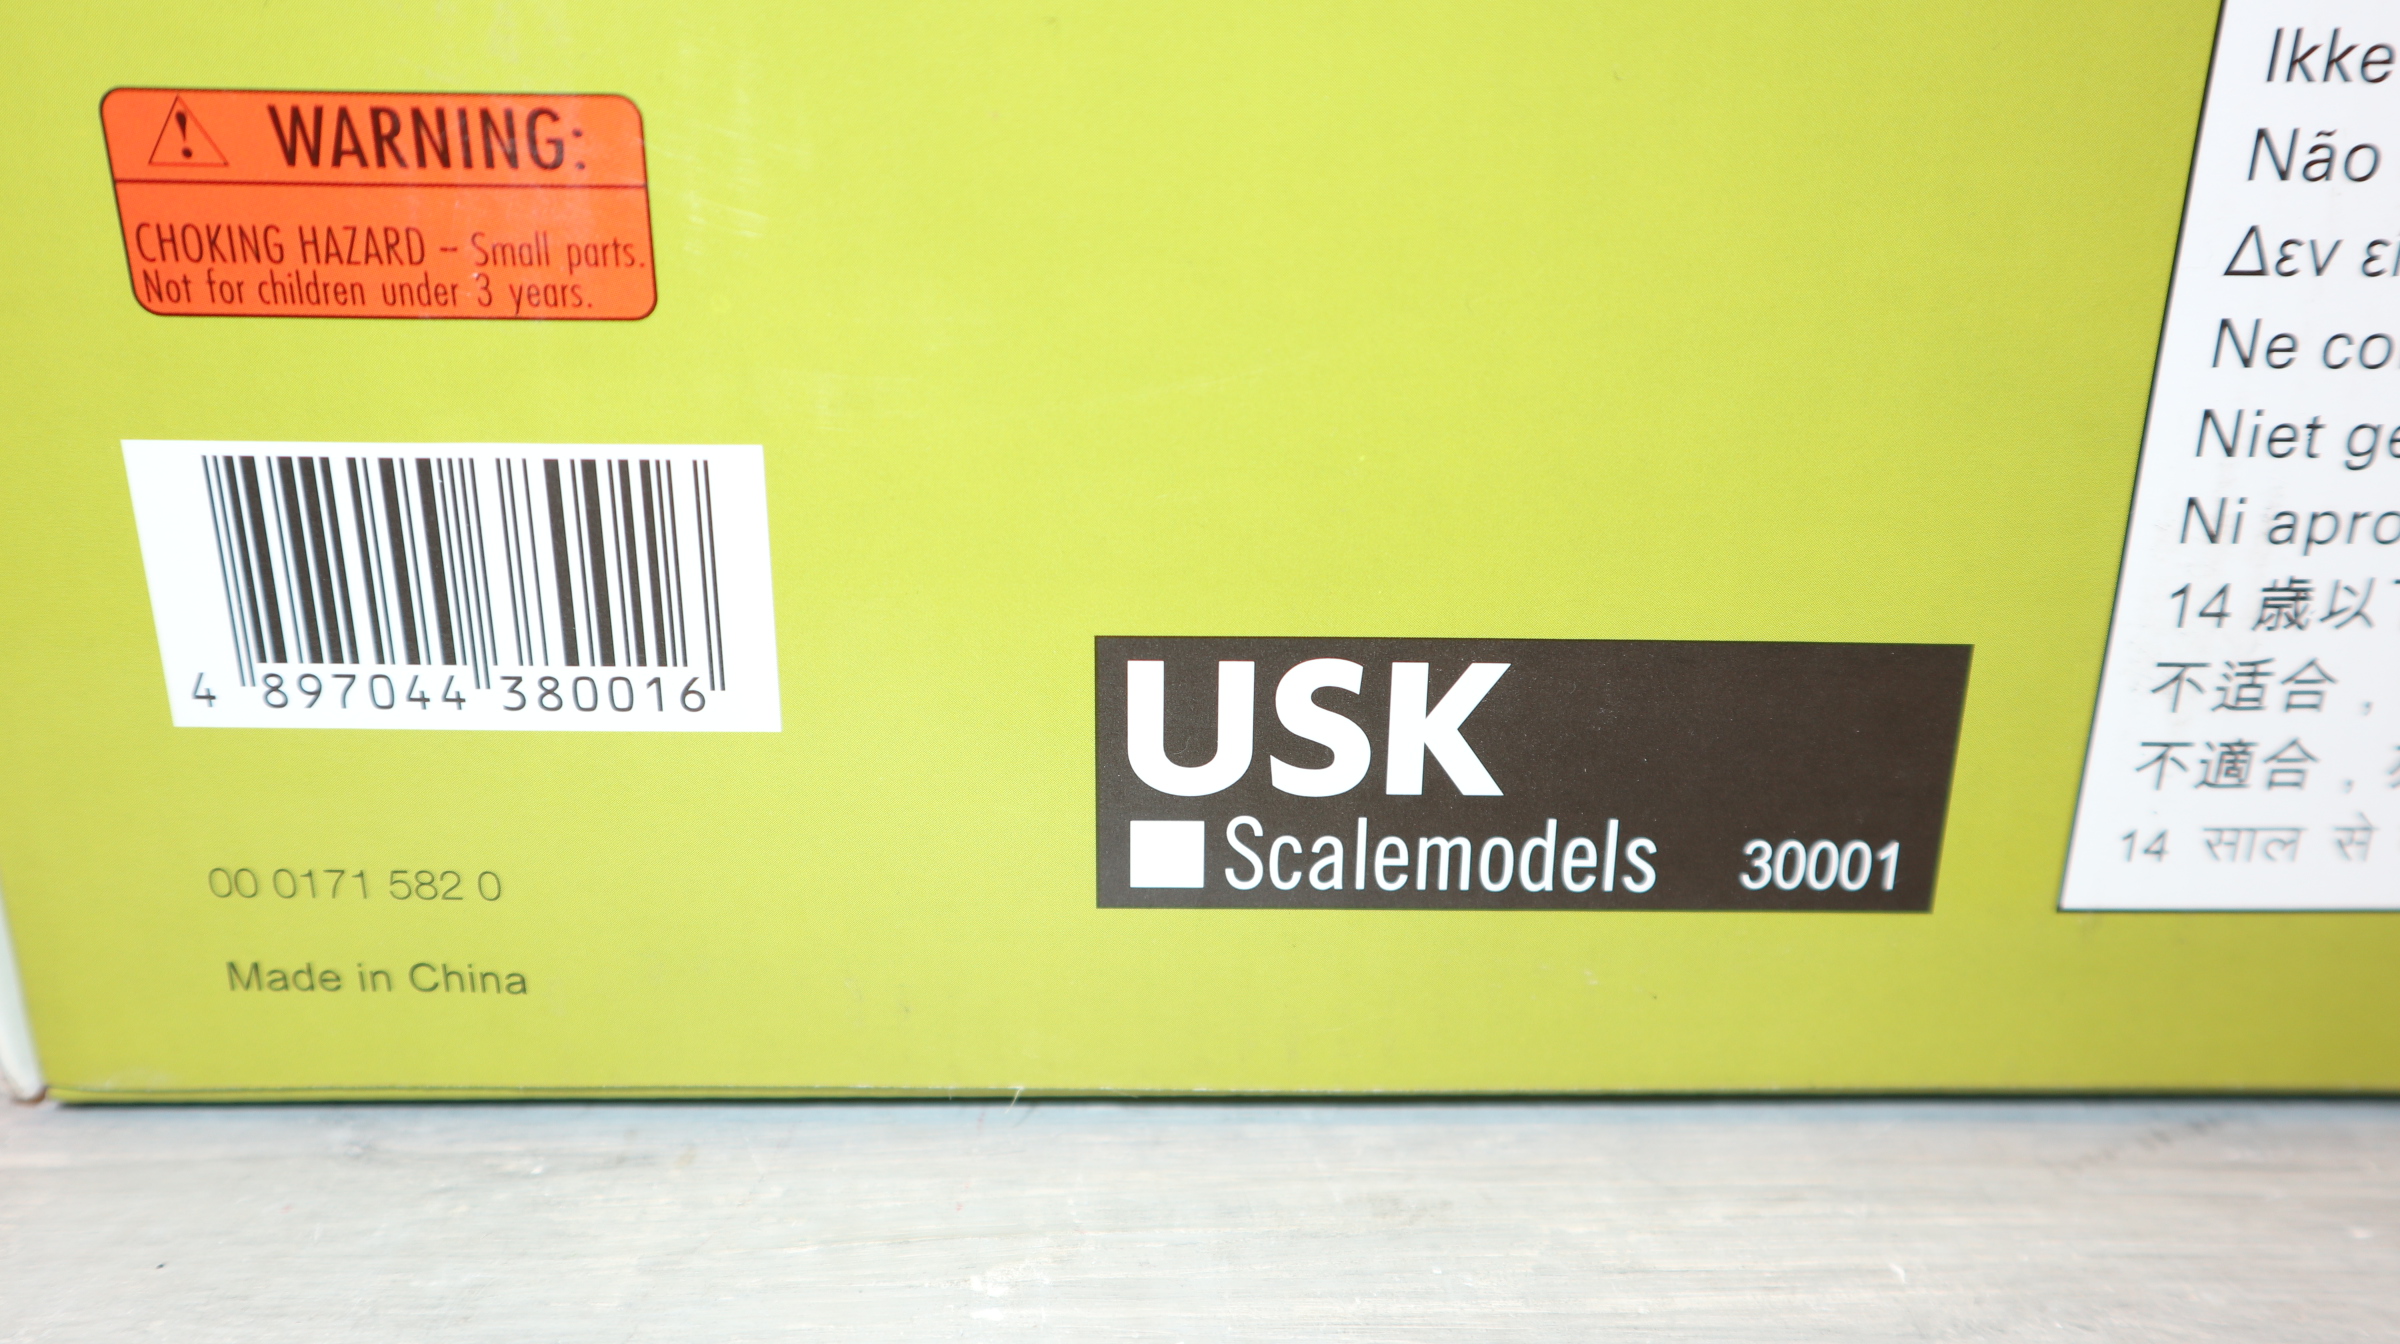 WARNING:
CHOKING HAZARD – Small parts.
Not for children under 3 years.
4 897044 380016
00 0171 582 0
Made in China
USK
Scalemodels 30001
Ikke
Não
Δεν
Ne
Niet
Ni
14 歳以
不适合，
不適合，
14 साल से